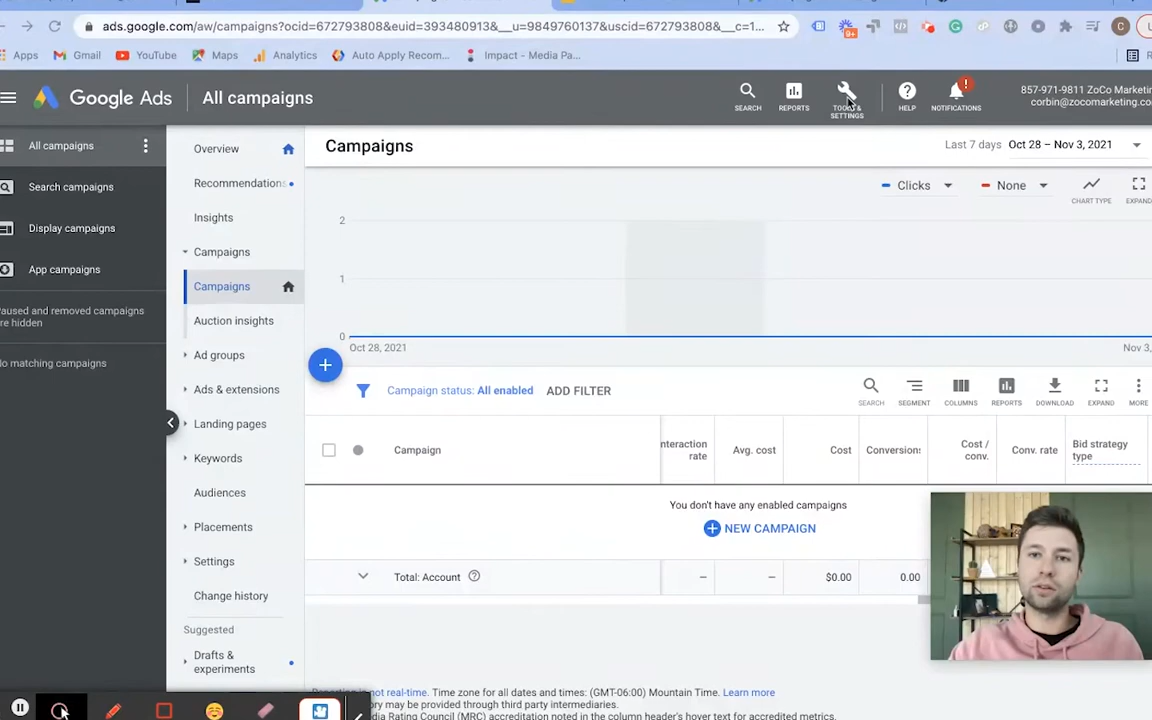 ads.google.com/aw/campaigns?ocid=672793808&euid=393480913&__u=9849760137&uscid=672793808&__c=1...
9+
C
Apps
Gmail
YouTube
Maps
Analytics
Auto Apply Recom...
Impact - Media Pa...
R
Google Ads
All campaigns
SEARCH
REPORTS
TOOLS & SETTINGS
HELP
NOTIFICATIONS
857-971-9811 ZoCo Marketin
corbin@zocomarketing.co
All campaigns
Search campaigns
Display campaigns
App campaigns
Paused and removed campaigns
re hidden
o matching campaigns
Overview
Recommendations
Insights
Campaigns
Campaigns
Auction insights
Ad groups
Ads & extensions
Landing pages
Keywords
Audiences
Placements
Settings
Change history
Suggested
Drafts &
experiments
Campaigns
Last 7 days
Oct 28 – Nov 3, 2021
Clicks
None
CHART TYPE
EXPAND
2
1
0
Oct 28, 2021
Nov 3,
Campaign status: All enabled
ADD FILTER
SEARCH
SEGMENT
COLUMNS
REPORTS
DOWNLOAD
EXPAND
MORE
Campaign
nteraction
rate
Avg. cost
Cost
Conversions
Cost /
conv.
Conv. rate
Bid strategy
type
You don't have any enabled campaigns
NEW CAMPAIGN
Total: Account
–
–
$0.00
0.00
Reporting is not real-time. Time zone for all dates and times: (GMT-06:00) Mountain Time. Learn more
ory may be provided through third party intermediaries.
dia Rating Council (MRC) accreditation noted in the column header's hover text for accredited metrics.